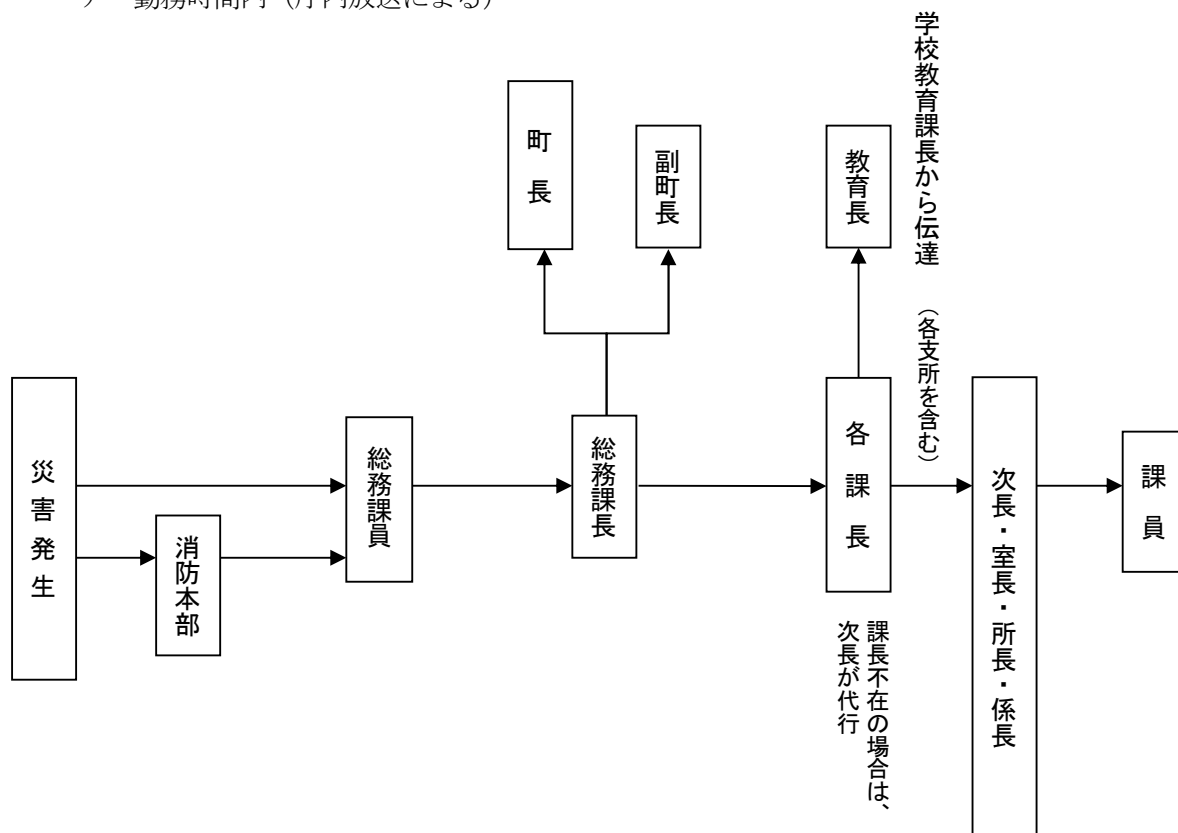 勤務時間内（庁内放送による）
町長
副町長
教育長
学校教育課長から伝達
（各支所を含む）
災害発生
消防本部
総務課員
総務課長
各課長
課長不在の場合は、
次長が代行
次長・室長・所長・係長
課員